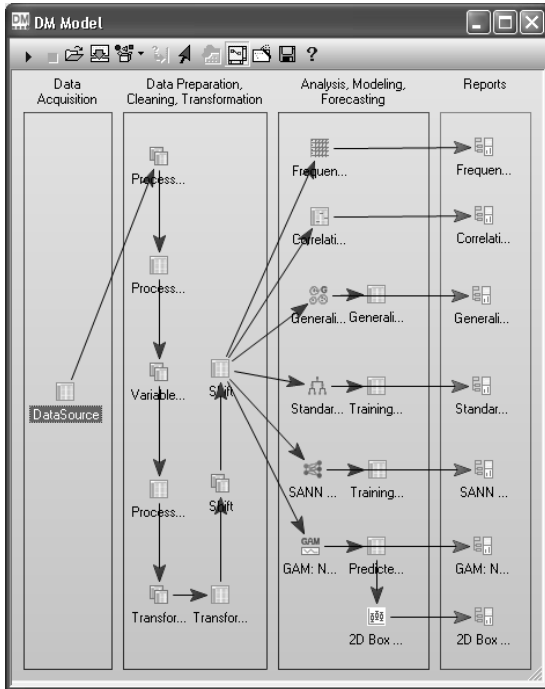 DM DM Model
?
Data
Acquisition
Data Preparation,
Cleaning, Transformation
Analysis, Modeling,
Forecasting
Reports
DataSource
Process...
Process...
Variable...
Process...
Transfor...
Transfor...
Shift
Shift
Frequen...
Correlati...
Generali...
Generali...
Standar...
Training...
SANN ...
Training...
GAM
GAM: N...
Predicte...
2D Box ...
Frequen...
Correlati...
Generali...
Standar...
SANN ...
GAM: N...
2D Box ...